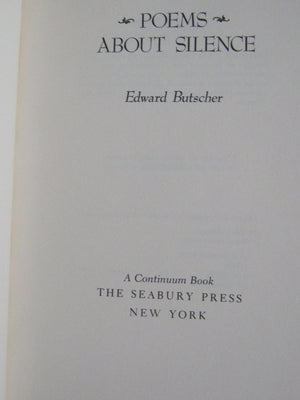 POEMS
ABOUT SILENCE
Edward Butscher
A Continuum Book
THE SEABURY PRESS
NEW YORK